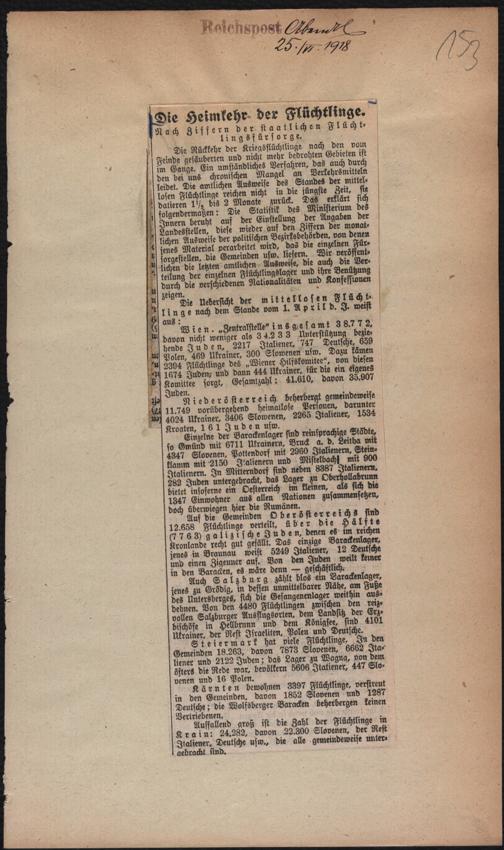 Reichspost
25./VI. 1918
153
Die Heimkehr der Flüchtlinge.
Nach Ziffern der staatlichen Flücht-
lingsfürsorge.
Die Rückkehr der Kriegsflüchtlinge nach den vom
Feinde gesäuberten und nicht mehr bedrohten Gebieten ist
im Gange. Ein umständliches Verfahren, das auch durch
den bei uns chronischen Mangel an Verkehrsmitteln
leidet. Die amtlichen Ausweise des Standes der mittel-
losen Flüchtlinge reichen nicht in die jüngste Zeit, sie
datieren 1½ bis 2 Monate zurück. Das erklärt sich
folgendermaßen: Die Statistik des Ministerium des
Innern beruht auf der Einstellung der Angaben der
Landesstellen, diese wieder auf den Ziffern der monat-
lichen Ausweise der politischen Bezirksbehörden, von denen
jenes Material verarbeitet wird, das die einzelnen Für-
sorgestellen, die Gemeinden usw. liefern. Wir veröffent-
lichen die letzten amtlichen Ausweise, die auch die Ver-
teilung der einzelnen Flüchtlingslager und ihre Benützung
durch die verschiedenen Nationalitäten und Konfessionen
zeigen.
Die Uebersicht der mittellosen Flücht-
linge nach dem Stande vom 1. April d. J. weist
aus:
Wien. „Zentralstelle" insgesamt 38.772,
davon nicht weniger als 34.233 Unterstützung bezie-
hende Juden, 2217 Italiener, 747 Deutsche, 659
Polen, 469 Ukrainer, 300 Slowenen usw. Dazu kämen
2394 Flüchtlinge des „Wiener Hilfskomitee", von diesen
1674 Juden; und dann 444 Ukrainer, für die ein eigenes
Komitee sorgt, Gesamtzahl: 41.610, davon 35.907
Juden.
Niederösterreich beherbergt gemeindeweise
11.749 vorübergehend heimatlose Personen, darunter
4024 Ukrainer, 3406 Slovenen, 2265 Italiener, 1534
Kroaten, 161 Juden usw.
Einzelne der Barackenlager sind reinsprachige Städte,
so Gmünd mit 6711 Ukrainern, Bruck a. d. Leitha mit
4347 Slovenen, Pottendorf mit 2960 Italienern, Stein-
klamm mit 2150 Italienern und Mistelbach mit 900
Italienern. In Mitterndorf sind neben 8387 Italienern,
282 Juden untergebracht, das Lager zu Oberhollabrunn
bietet insoferne ein Oesterreich im kleinen, als sich die
1347 Einwohner aus allen Nationen zusammensetzen,
doch überwiegen hier die Rumänen.
Auf die Gemeinden Oberösterreichs sind
12.658 Flüchtlinge verteilt, über die Hälfte
(7763) galizische Juden, denen es im reichen
Kronlande recht gut gefällt. Das einzige Barackenlager,
jenes in Braunau weist 5249 Italiener, 12 Deutsche
und einen Zigeuner auf. Von den Juden weilt keiner
in den Baracken, es wäre denn — geschäftlich.
Auch Salzburg zählt blos ein Barackenlager,
jenes zu Grödig, in dessen unmittelbarer Nähe, am Fuße
des Untersberges, sich die Gefangenenlager weithin aus-
dehnen. Von den 4480 Flüchtlingen zwischen den reiz-
vollen Salzburger Ausflugsorten, dem Landsitz der Erz-
bischöfe in Hellbrunn und dem Königsee, sind 4101
Ukrainer, der Rest Israeliten, Polen und Deutsche.
Steiermark hat viele Flüchtlinge. In den
Gemeinden 18.263, davon 7873 Slovenen, 6662 Ita-
liener und 2122 Juden; das Lager zu Wagna, von dem
öfters die Rede war, bevölkern 5606 Italiener, 447 Slo-
venen und 16 Polen.
Kärnten bewohnen 3397 Flüchtlinge, verstreut
in den Gemeinden, davon 1852 Slovenen und 1287
Deutsche; die Wolfsberger Baracken beherbergen keinen
Vertriebenen.
Auffallend groß ist die Zahl der Flüchtlinge in
Krain: 24.282, davon 22.300 Slovenen, der Rest
Italiener, Deutsche usw., die alle gemeindeweise unter-
gebracht sind.